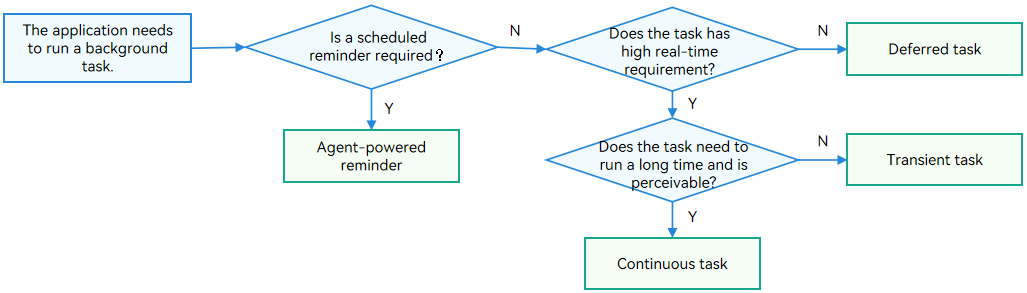 The application needs
to run a background
task.
Is a scheduled
reminder required？
N
Does the task has
high real-time
requirement?
N
Deferred task
Y
Agent-powered
reminder
Y
Does the task need to
run a long time and is
perceivable?
N
Transient task
Y
Continuous task